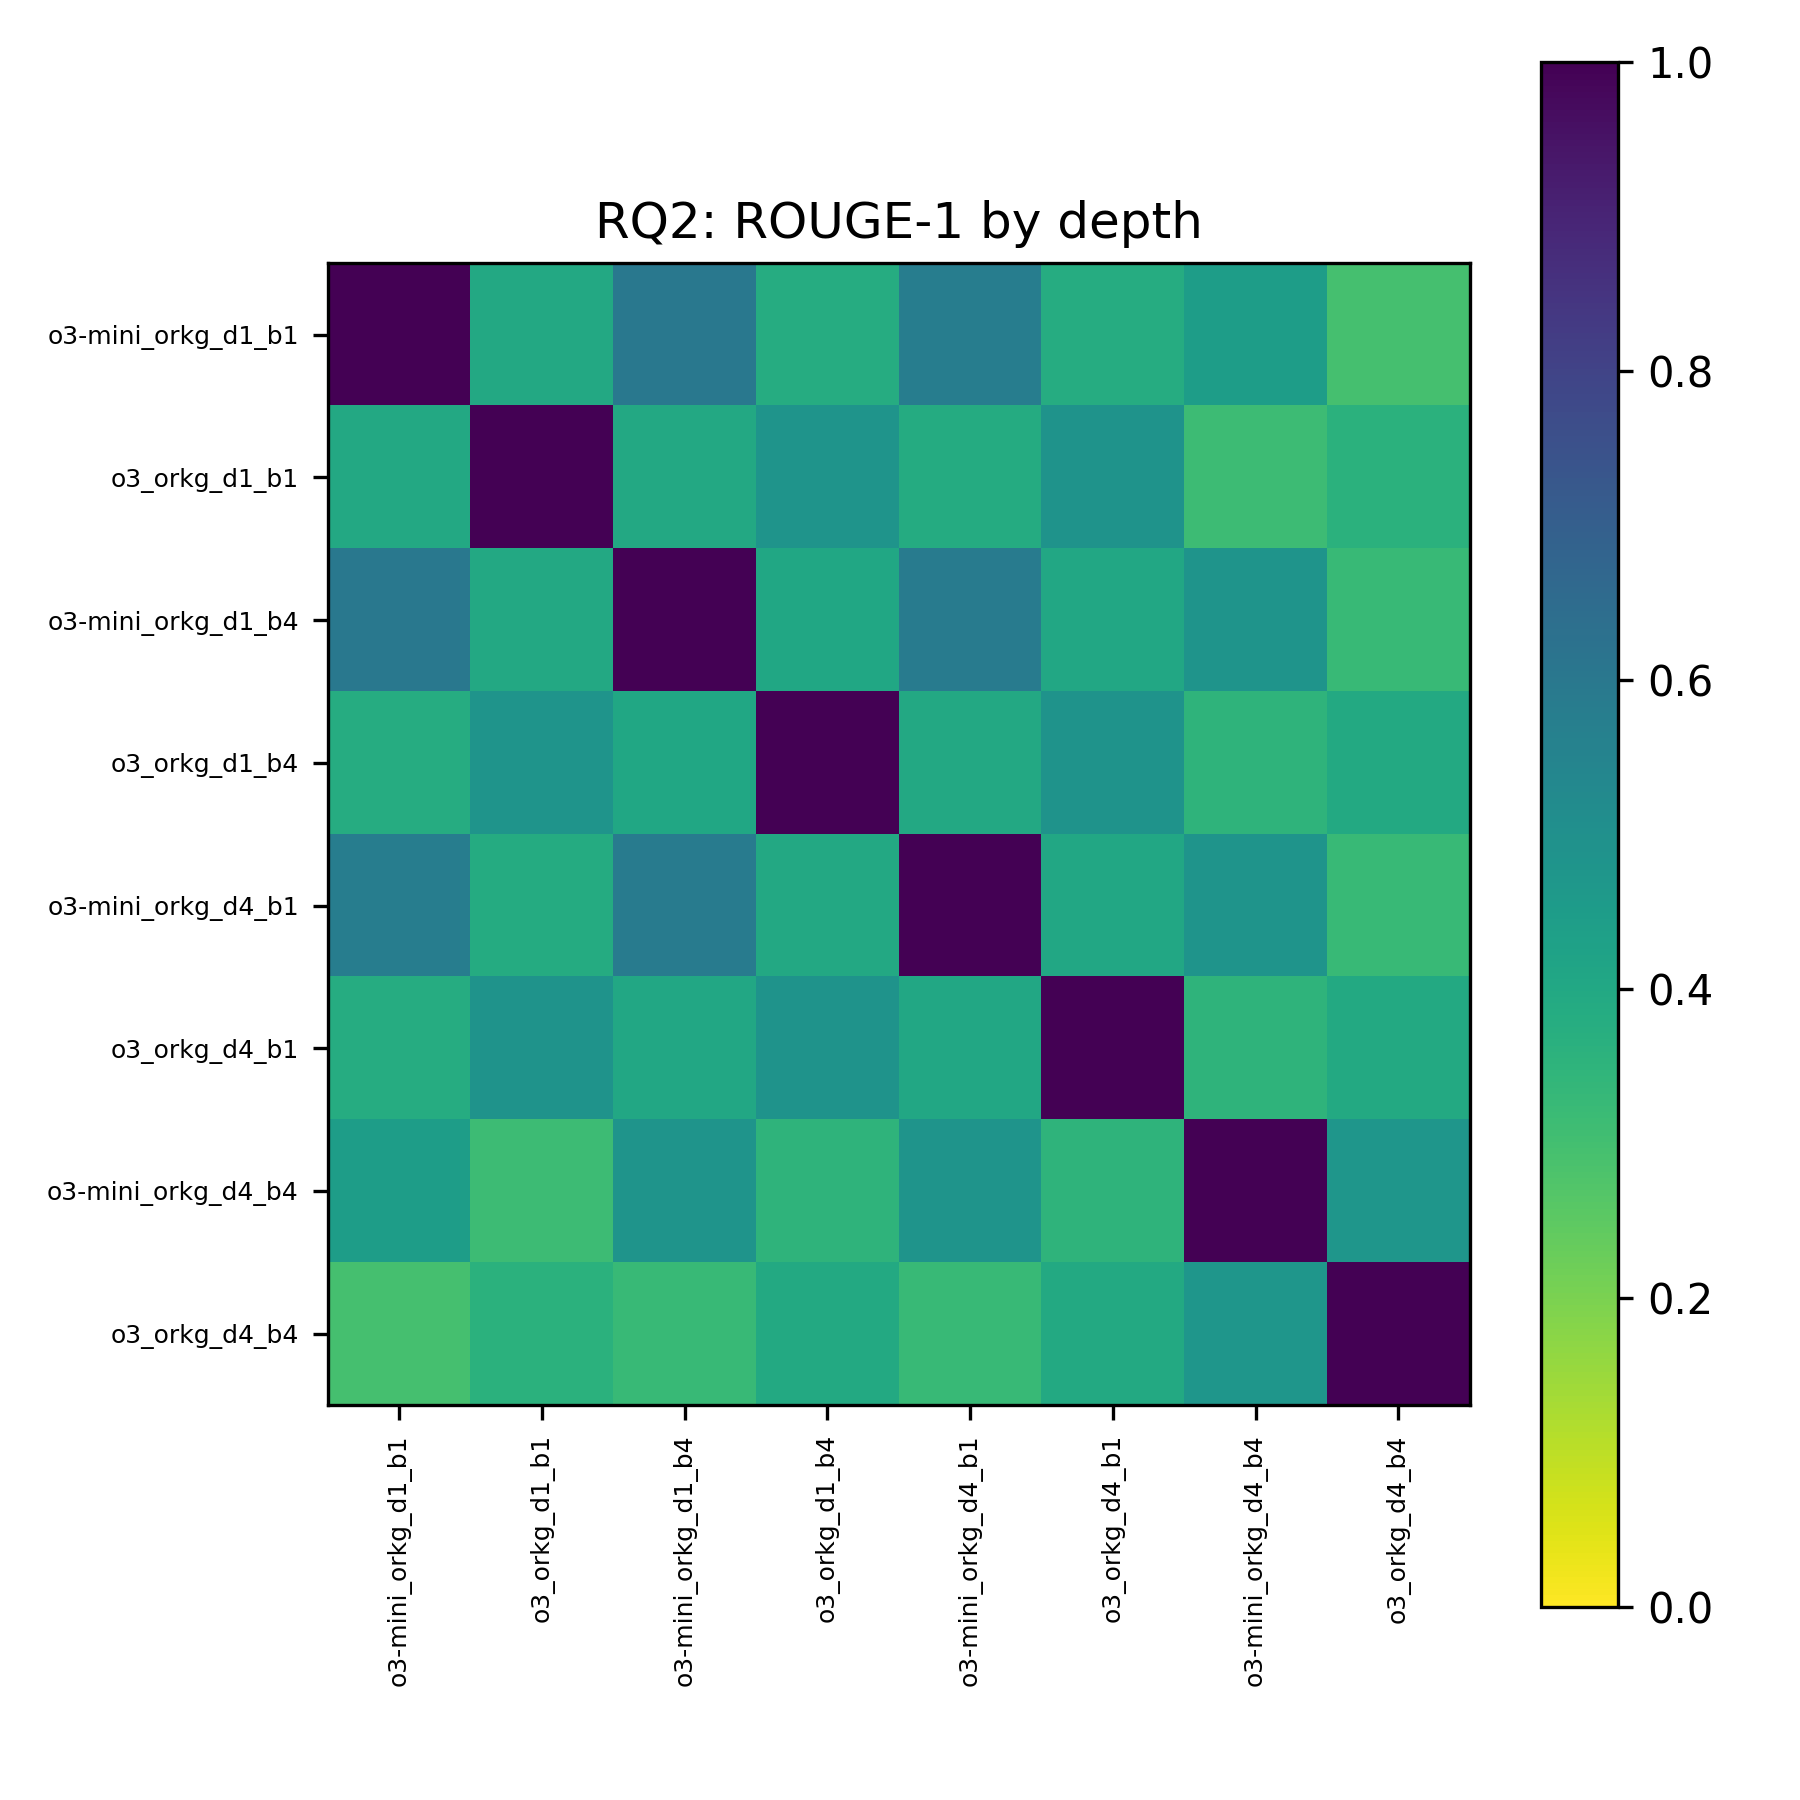 RQ2: ROUGE-1 by depth
o3-mini_orkg_d1_b1
o3_orkg_d1_b1
o3-mini_orkg_d1_b4
o3_orkg_d1_b4
o3-mini_orkg_d4_b1
o3_orkg_d4_b1
o3-mini_orkg_d4_b4
o3_orkg_d4_b4
o3-mini_orkg_d1_b1
o3_orkg_d1_b1
o3-mini_orkg_d1_b4
o3_orkg_d1_b4
o3-mini_orkg_d4_b1
o3_orkg_d4_b1
o3-mini_orkg_d4_b4
o3_orkg_d4_b4
1.0
0.8
0.6
0.4
0.2
0.0